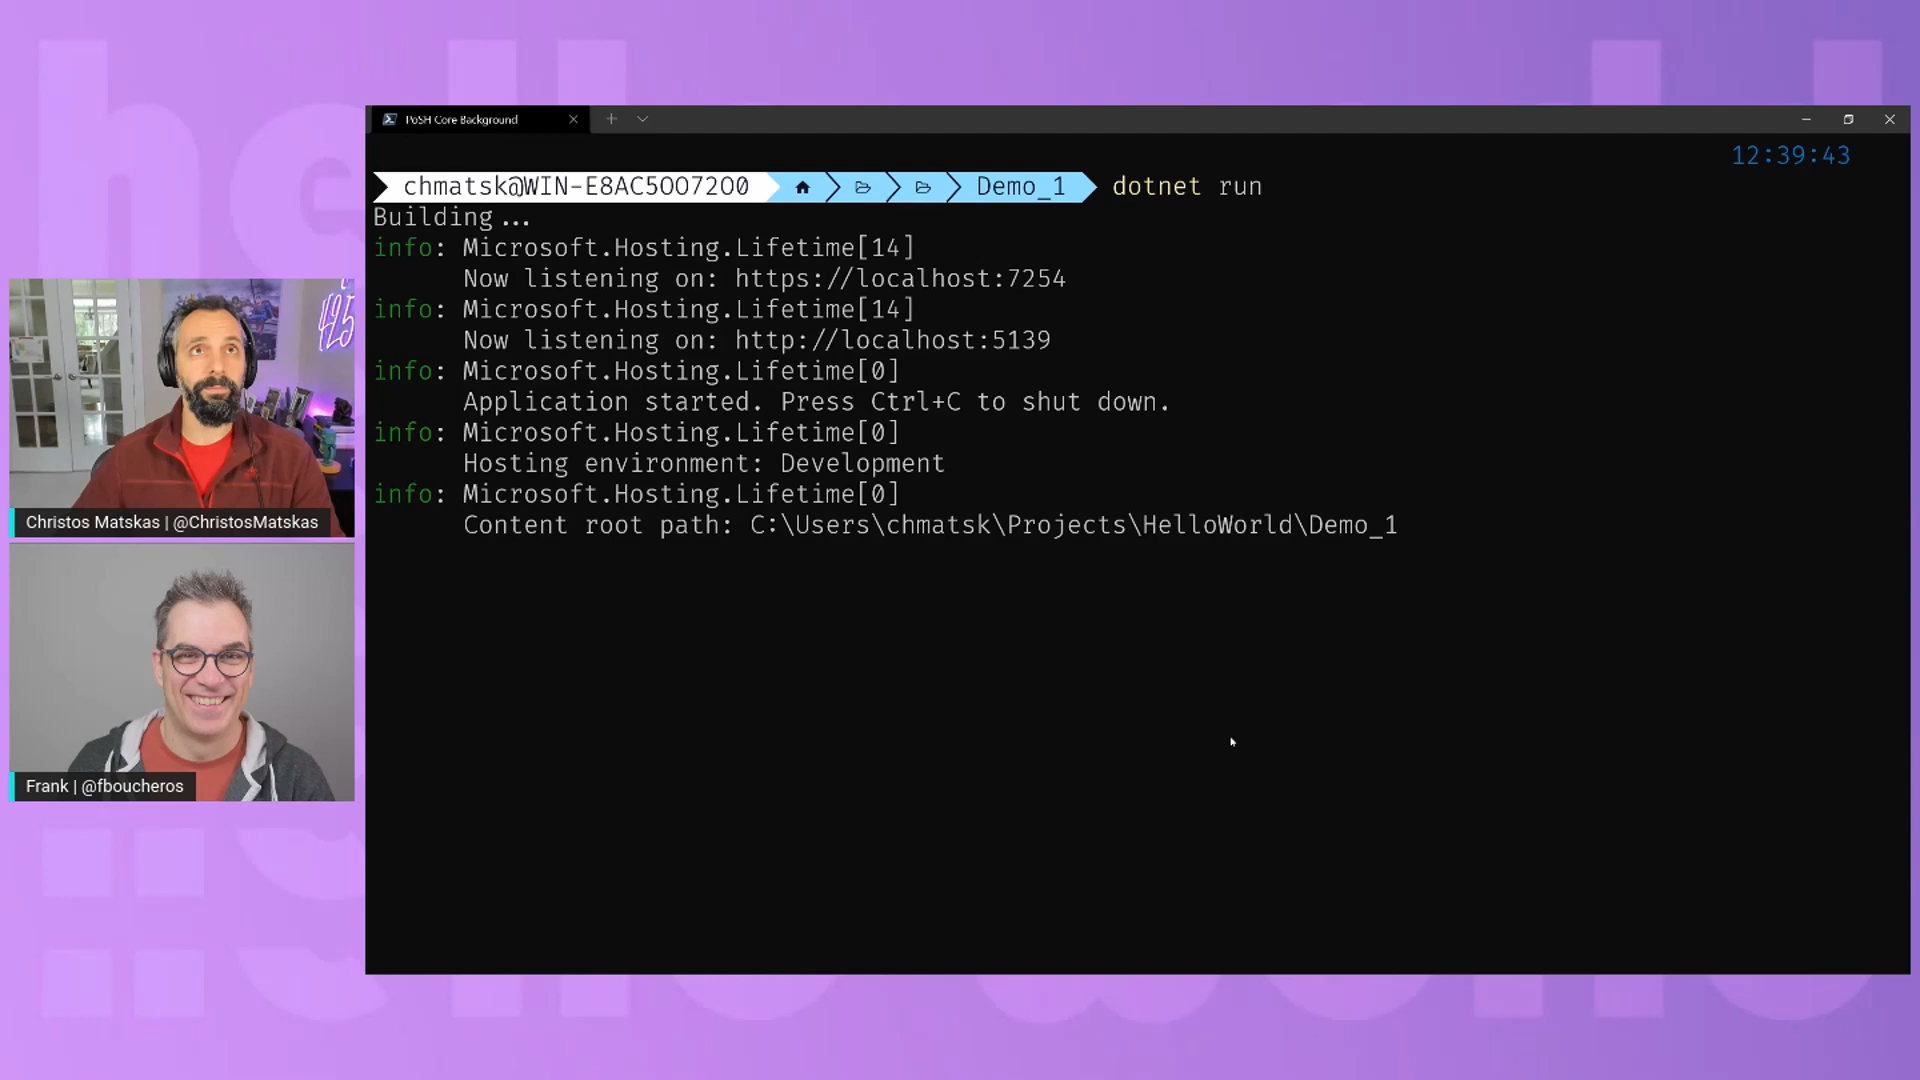 PoSH Core Background
12:39:43
chmatsk@WIN-E8AC5OO72OO Demo_1 dotnet run
Building...
info: Microsoft.Hosting.Lifetime[14]
Now listening on: https://localhost:7254
info: Microsoft.Hosting.Lifetime[14]
Now listening on: http://localhost:5139
info: Microsoft.Hosting.Lifetime[0]
Application started. Press Ctrl+C to shut down.
info: Microsoft.Hosting.Lifetime[0]
Hosting environment: Development
info: Microsoft.Hosting.Lifetime[0]
Content root path: C:\Users\chmatsk\Projects\HelloWorld\Demo_1
425
Christos Matskas | @ChristosMatskas
Frank | @fboucheros